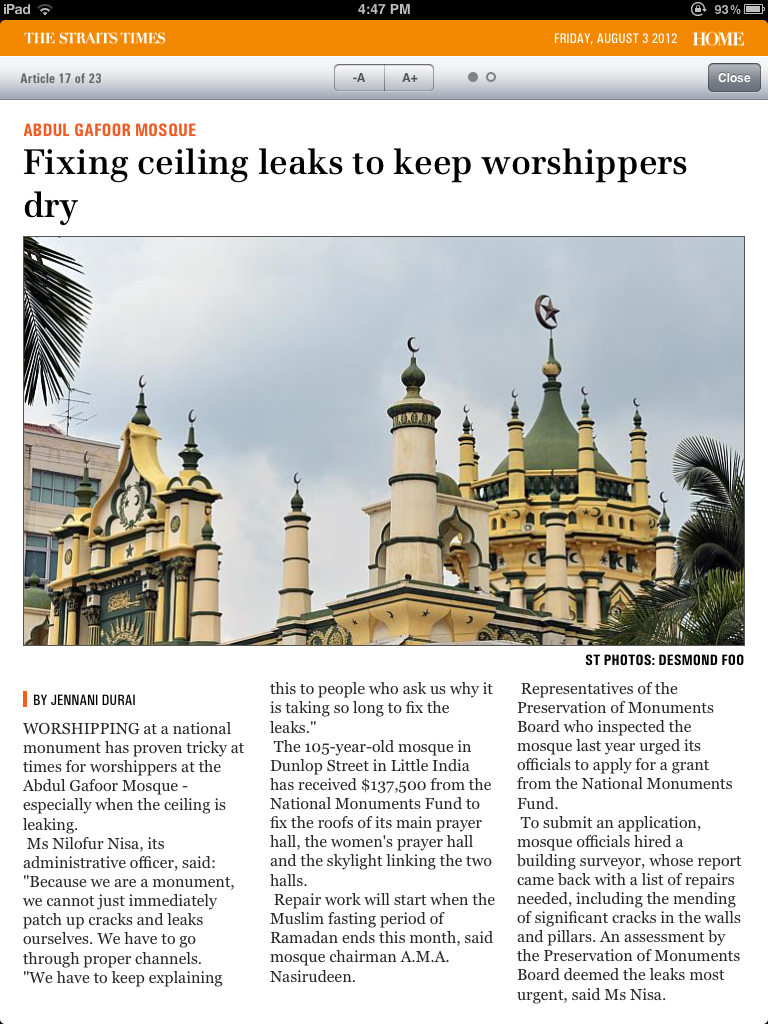 iPad
4:47 PM
93%
THE STRAITS TIMES
FRIDAY, AUGUST 3 2012
HOME
Article 17 of 23
-A
A+
Close
ABDUL GAFOOR MOSQUE
Fixing ceiling leaks to keep worshippers
dry
ST PHOTOS: DESMOND FOO
BY JENNANI DURAI
WORSHIPPING at a national
monument has proven tricky at
times for worshippers at the
Abdul Gafoor Mosque -
especially when the ceiling is
leaking.
Ms Nilofur Nisa, its
administrative officer, said:
"Because we are a monument,
we cannot just immediately
patch up cracks and leaks
ourselves. We have to go
through proper channels.
"We have to keep explaining
this to people who ask us why it
is taking so long to fix the
leaks."
The 105-year-old mosque in
Dunlop Street in Little India
has received $137,500 from the
National Monuments Fund to
fix the roofs of its main prayer
hall, the women's prayer hall
and the skylight linking the two
halls.
Repair work will start when the
Muslim fasting period of
Ramadan ends this month, said
mosque chairman A.M.A.
Nasirudeen.
Representatives of the
Preservation of Monuments
Board who inspected the
mosque last year urged its
officials to apply for a grant
from the National Monuments
Fund.
To submit an application,
mosque officials hired a
building surveyor, whose report
came back with a list of repairs
needed, including the mending
of significant cracks in the walls
and pillars. An assessment by
the Preservation of Monuments
Board deemed the leaks most
urgent, said Ms Nisa.